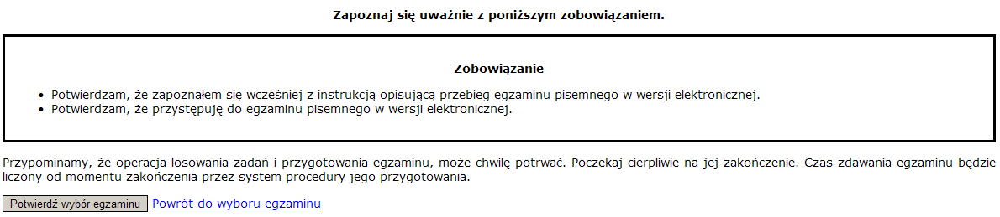 Zapoznaj się uważnie z poniższym zobowiązaniem.
Zobowiązanie
• Potwierdzam, że zapoznałem się wcześniej z instrukcją opisującą przebieg egzaminu pisemnego w wersji elektronicznej.
• Potwierdzam, że przystępuję do egzaminu pisemnego w wersji elektronicznej.
Przypominamy, że operacja losowania zadań i przygotowania egzaminu, może chwilę potrwać. Poczekaj cierpliwie na jej zakończenie. Czas zdawania egzaminu będzie
liczony od momentu zakończenia przez system procedury jego przygotowania.
Potwierdź wybór egzaminu Powrót do wyboru egzaminu